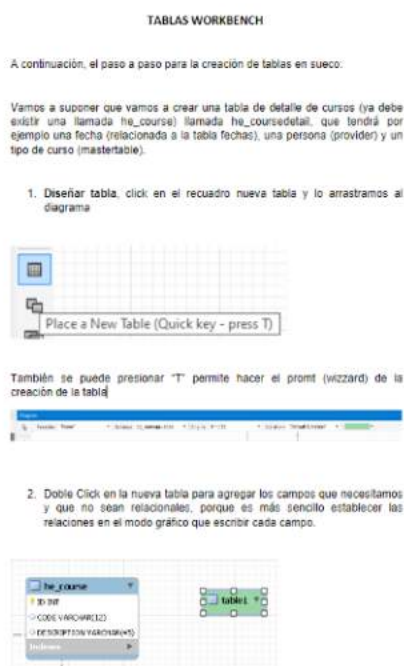 TABLAS WORKBENCH
A continuación, el paso a paso para la creación de tablas en sueco:
Vamos a suponer que vamos a crear una tabla de detalle de cursos (ya debe
existir una llamada he_course) llamada he_coursedetail, que tendrá por
ejemplo una fecha (relacionada a la tabla fechas), una persona (provider) y un
tipo de curso (mastertable).
1. Diseñar tabla, click en el recuadro nueva tabla y lo arrastramos al
diagrama
Place a New Table (Quick key - press T)
También se puede presionar “T” permite hacer el promt (wizzard) de la
creación de la tabla
2. Doble Click en la nueva tabla para agregar los campos que necesitamos
y que no sean relacionales, porque es más sencillo establecer las
relaciones en el modo gráfico que escribir cada campo.
he_course
table1
ID INT
CODE VARCHAR(12)
DESCRIPTION VARCHAR(45)
Indexes